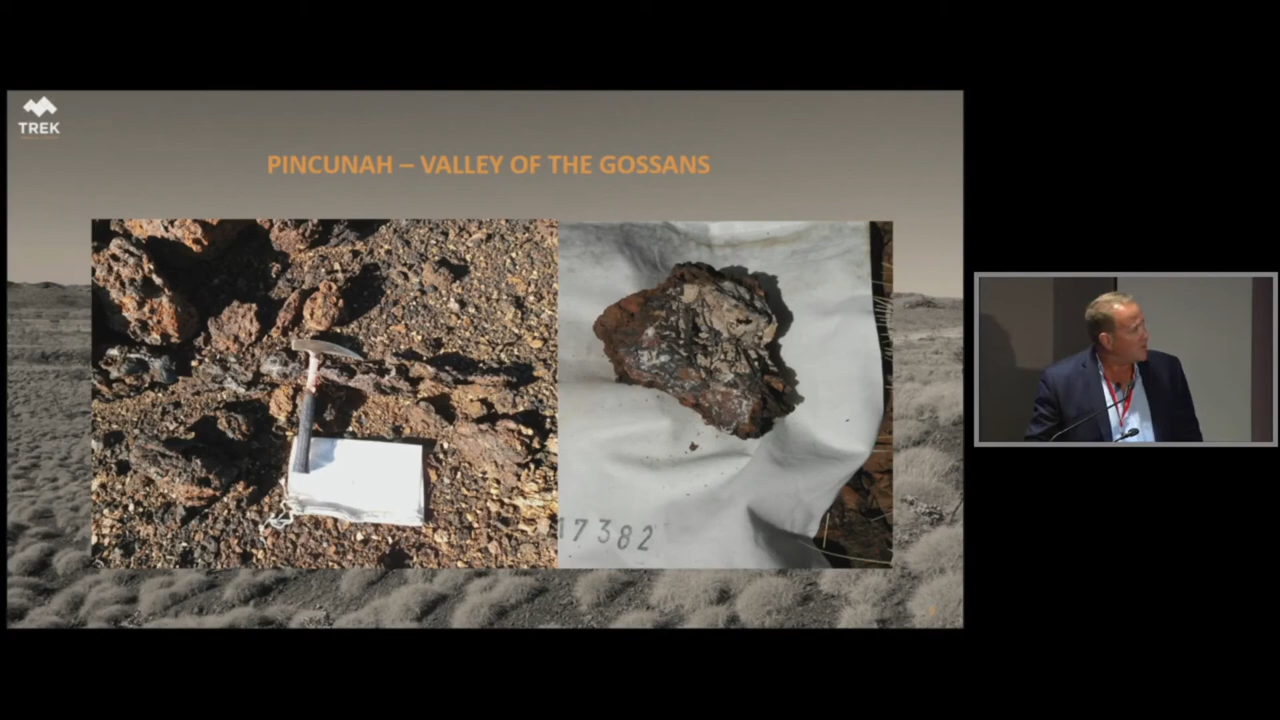 TREK
PINCUNAH – VALLEY OF THE GOSSANS
17382